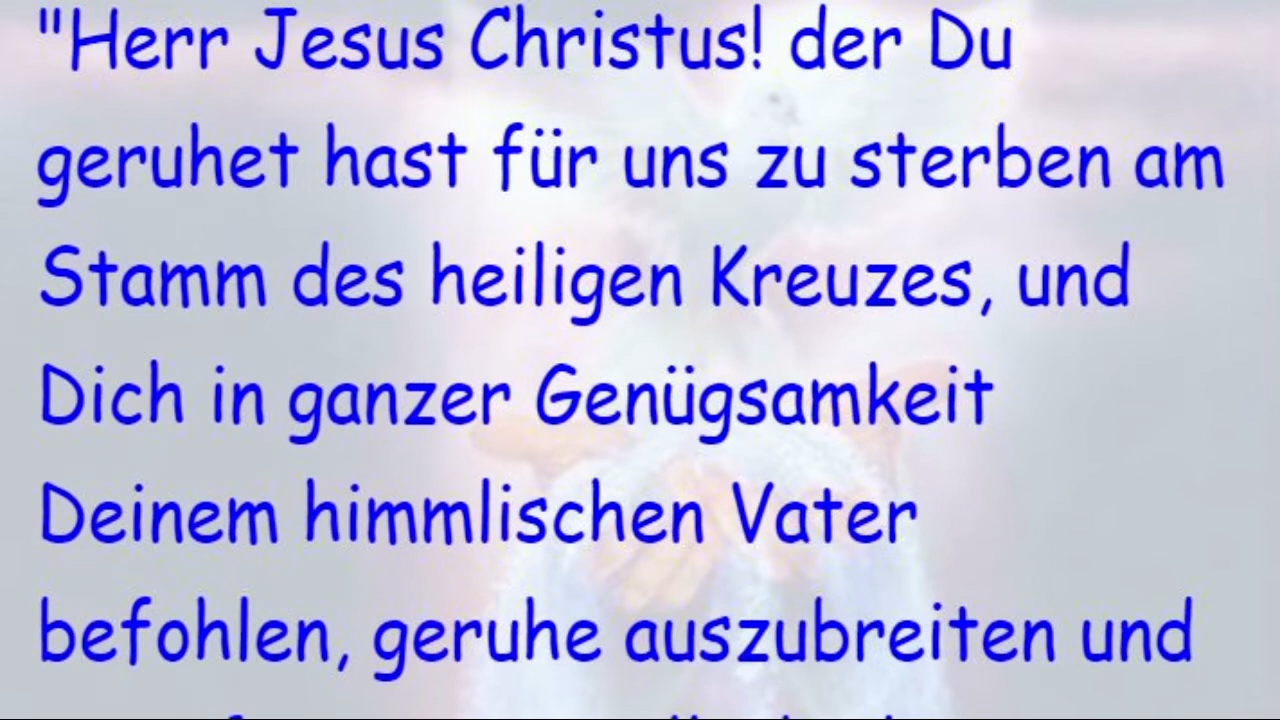 "Herr Jesus Christus! der Du
geruhet hast für uns zu sterben am
Stamm des heiligen Kreuzes, und
Dich in ganzer Genügsamkeit
Deinem himmlischen Vater
befohlen, geruhe auszubreiten und